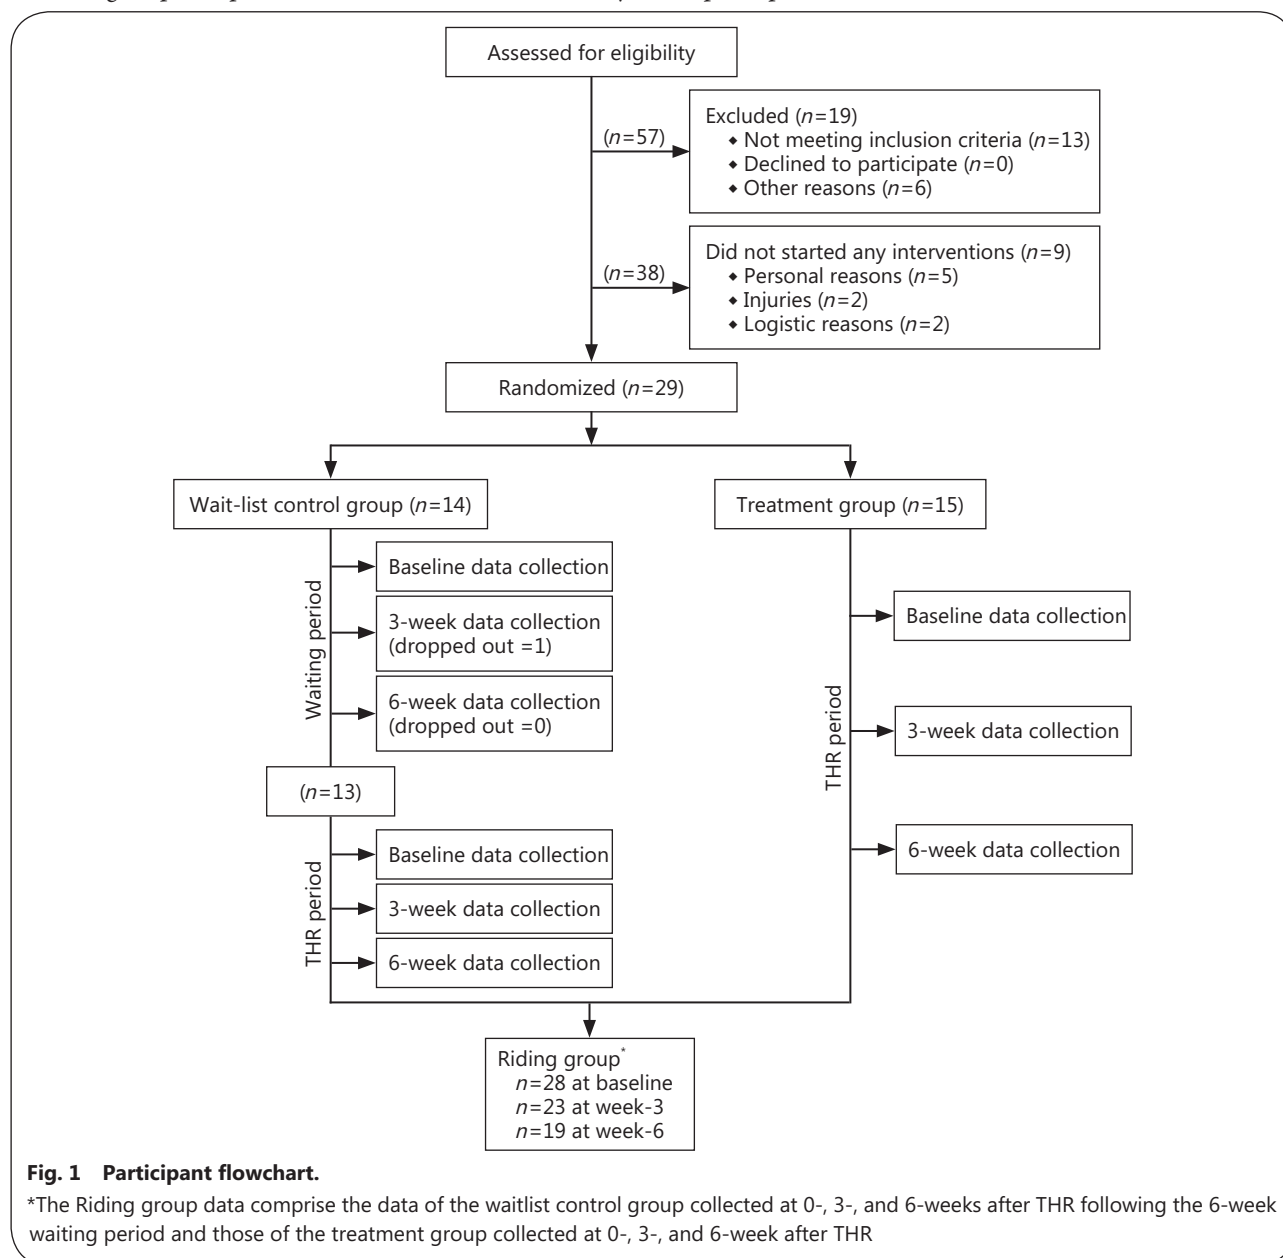 Assessed for eligibility
(n=57)
Excluded (n=19)
◆ Not meeting inclusion criteria (n=13)
◆ Declined to participate (n=0)
◆ Other reasons (n=6)
(n=38)
Did not started any interventions (n=9)
◆ Personal reasons (n=5)
◆ Injuries (n=2)
◆ Logistic reasons (n=2)
Randomized (n=29)
Wait-list control group (n=14)
Waiting period
Baseline data collection
3-week data collection
(dropped out =1)
6-week data collection
(dropped out =0)
(n=13)
THR period
Baseline data collection
3-week data collection
6-week data collection
Treatment group (n=15)
THR period
Baseline data collection
3-week data collection
6-week data collection
Riding group*
n=28 at baseline
n=23 at week-3
n=19 at week-6
Fig. 1 Participant flowchart.
*The Riding group data comprise the data of the waitlist control group collected at 0-, 3-, and 6-weeks after THR following the 6-week
waiting period and those of the treatment group collected at 0-, 3-, and 6-week after THR